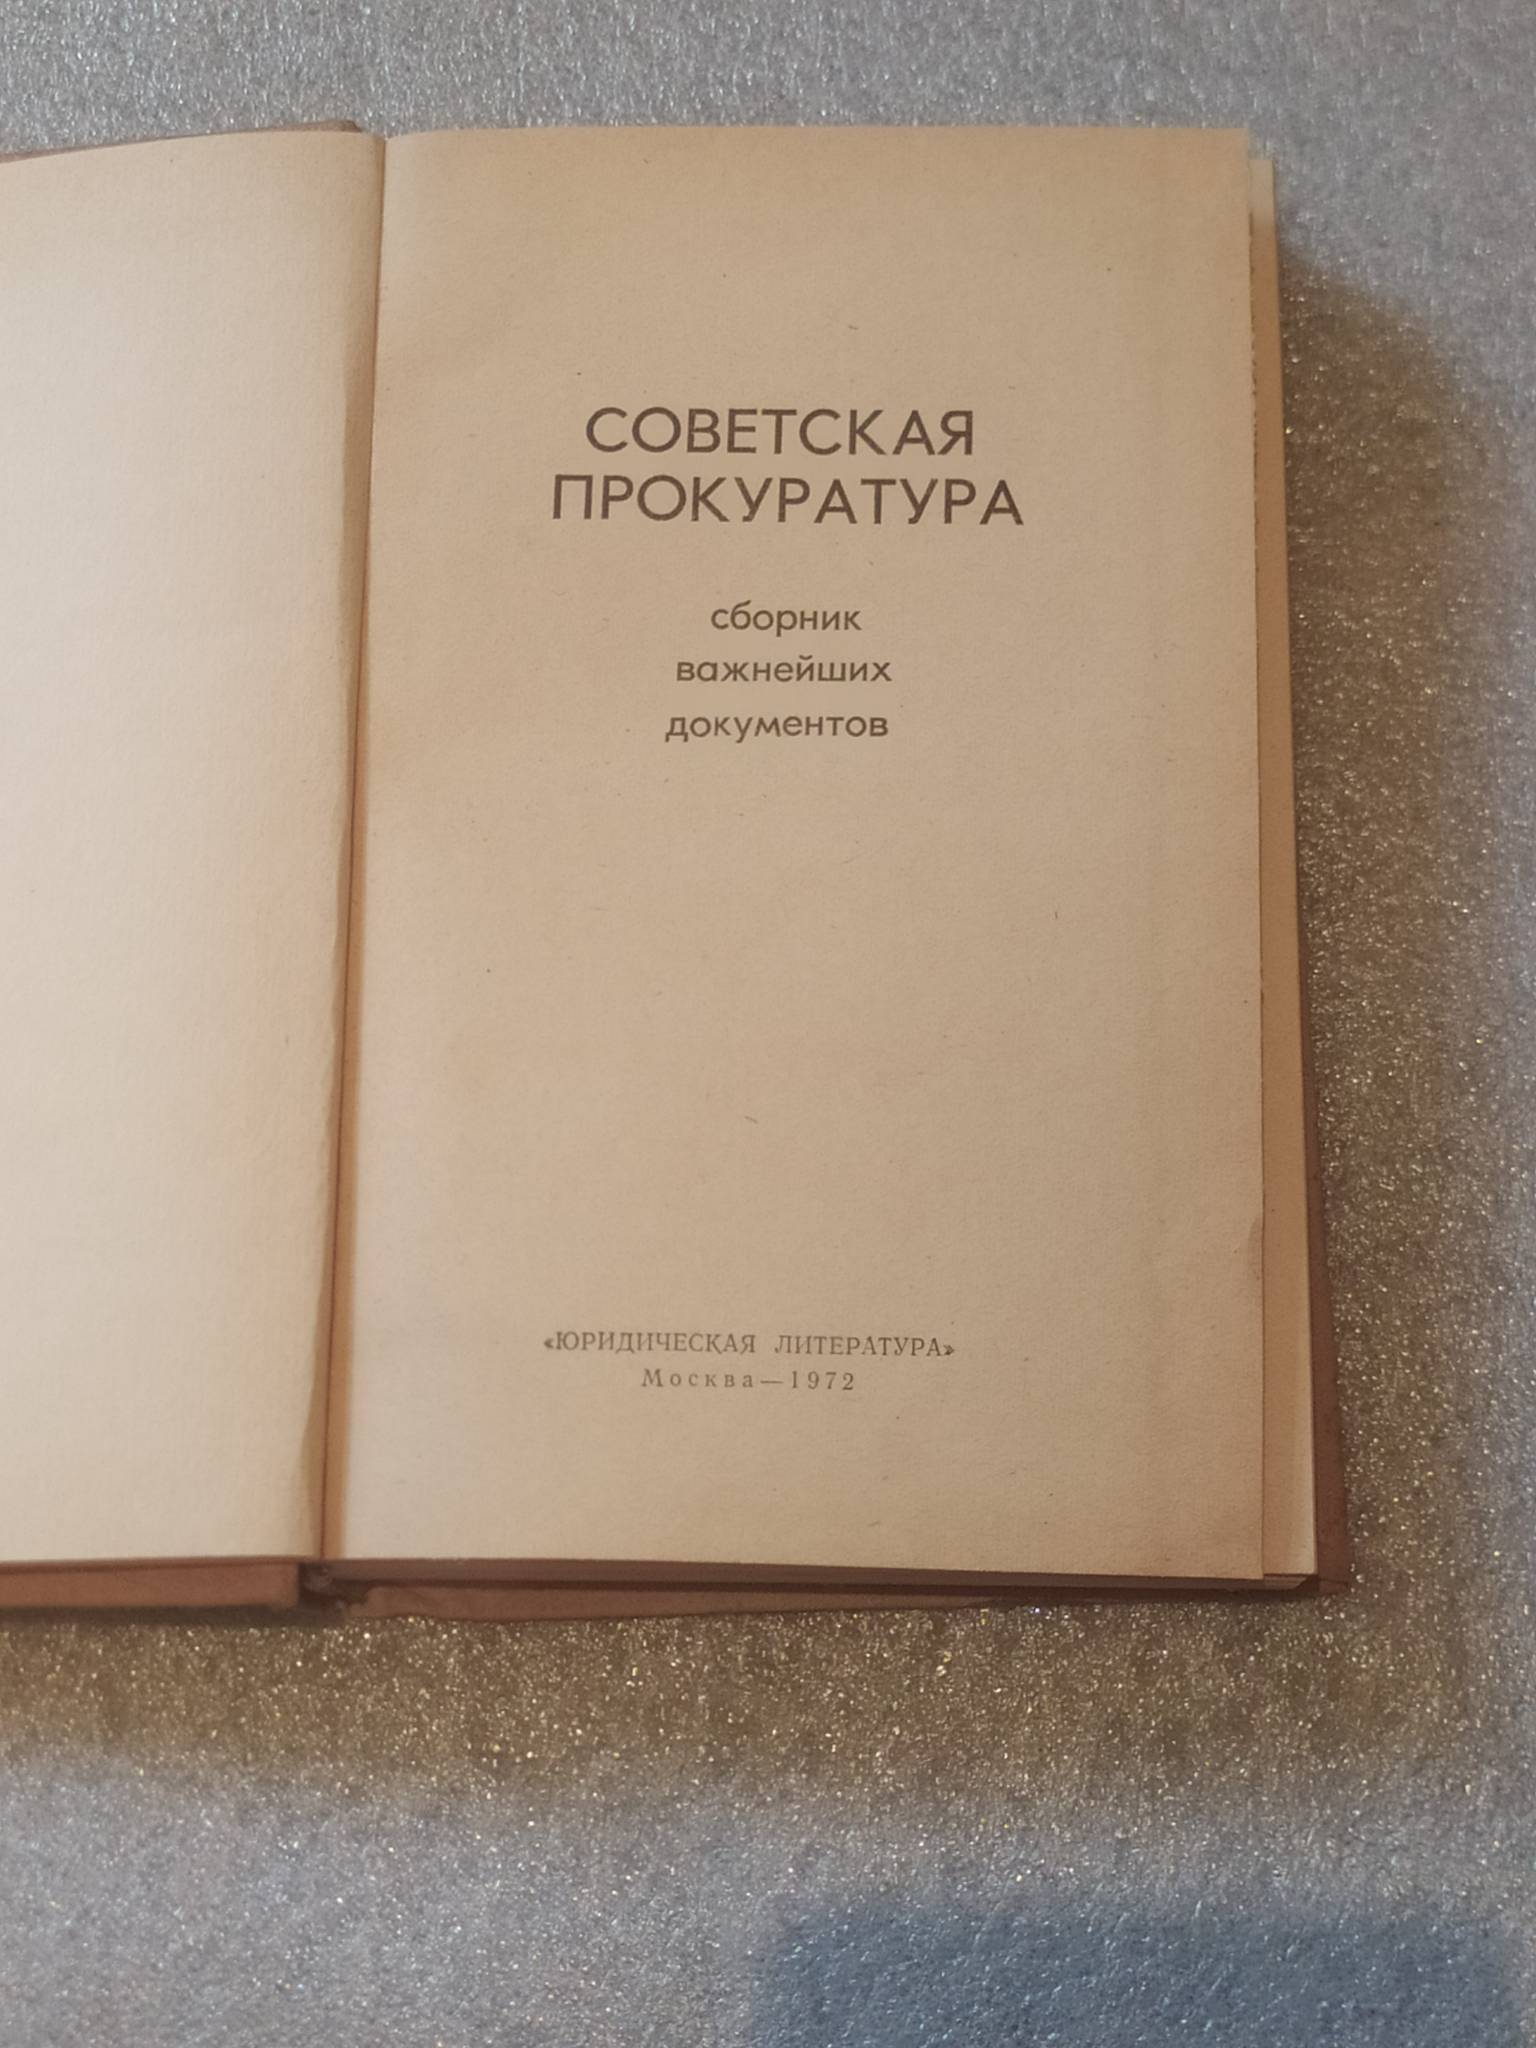 СОВЕТСКАЯ
ПРОКУРАТУРА
сборник
важнейших
документов
«ЮРИДИЧЕСКАЯ ЛИТЕРАТУРА»
Москва—1972